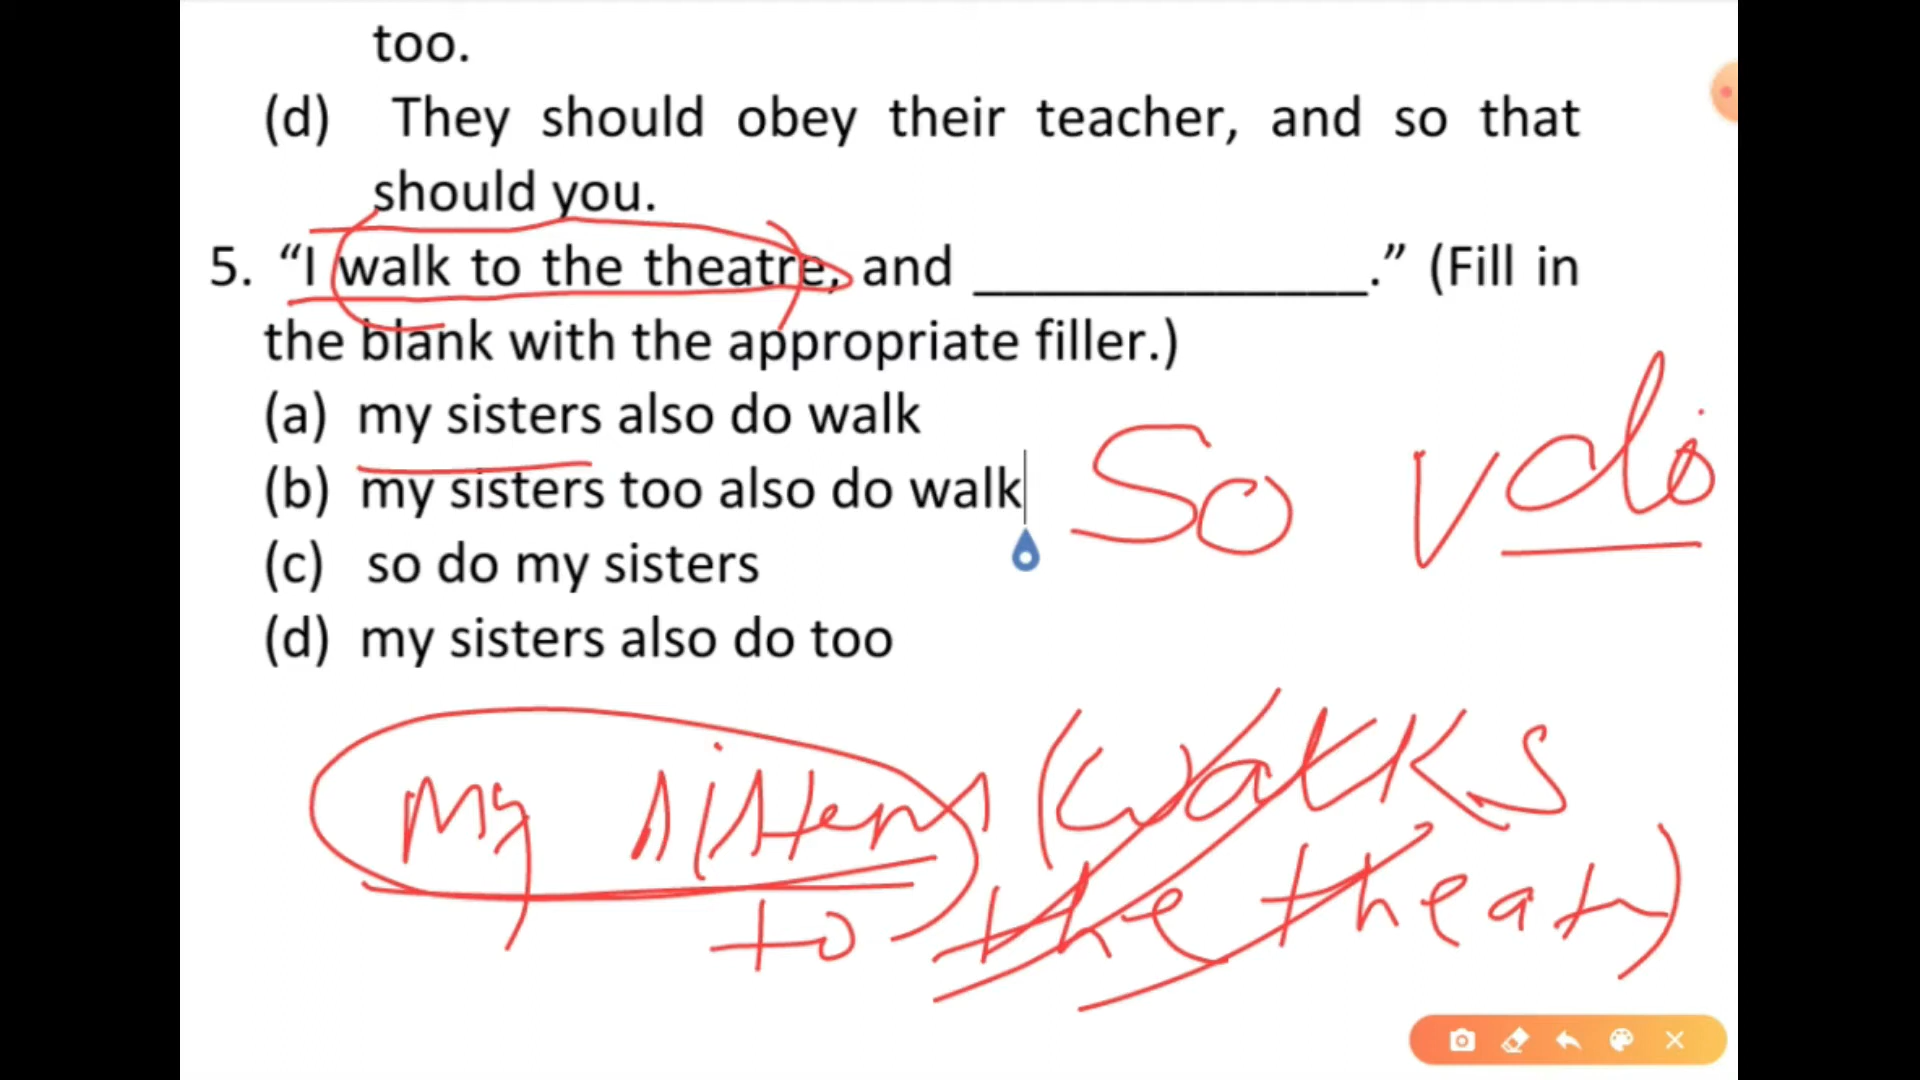 too.
(d) They should obey their teacher, and so that
should you.
5. “I walk to the theatre, and _____________.” (Fill in
the blank with the appropriate filler.)
(a) my sisters also do walk
(b) my sisters too also do walk
(c) so do my sisters
(d) my sisters also do too
So v do
My sisters (walks
to the theatr)